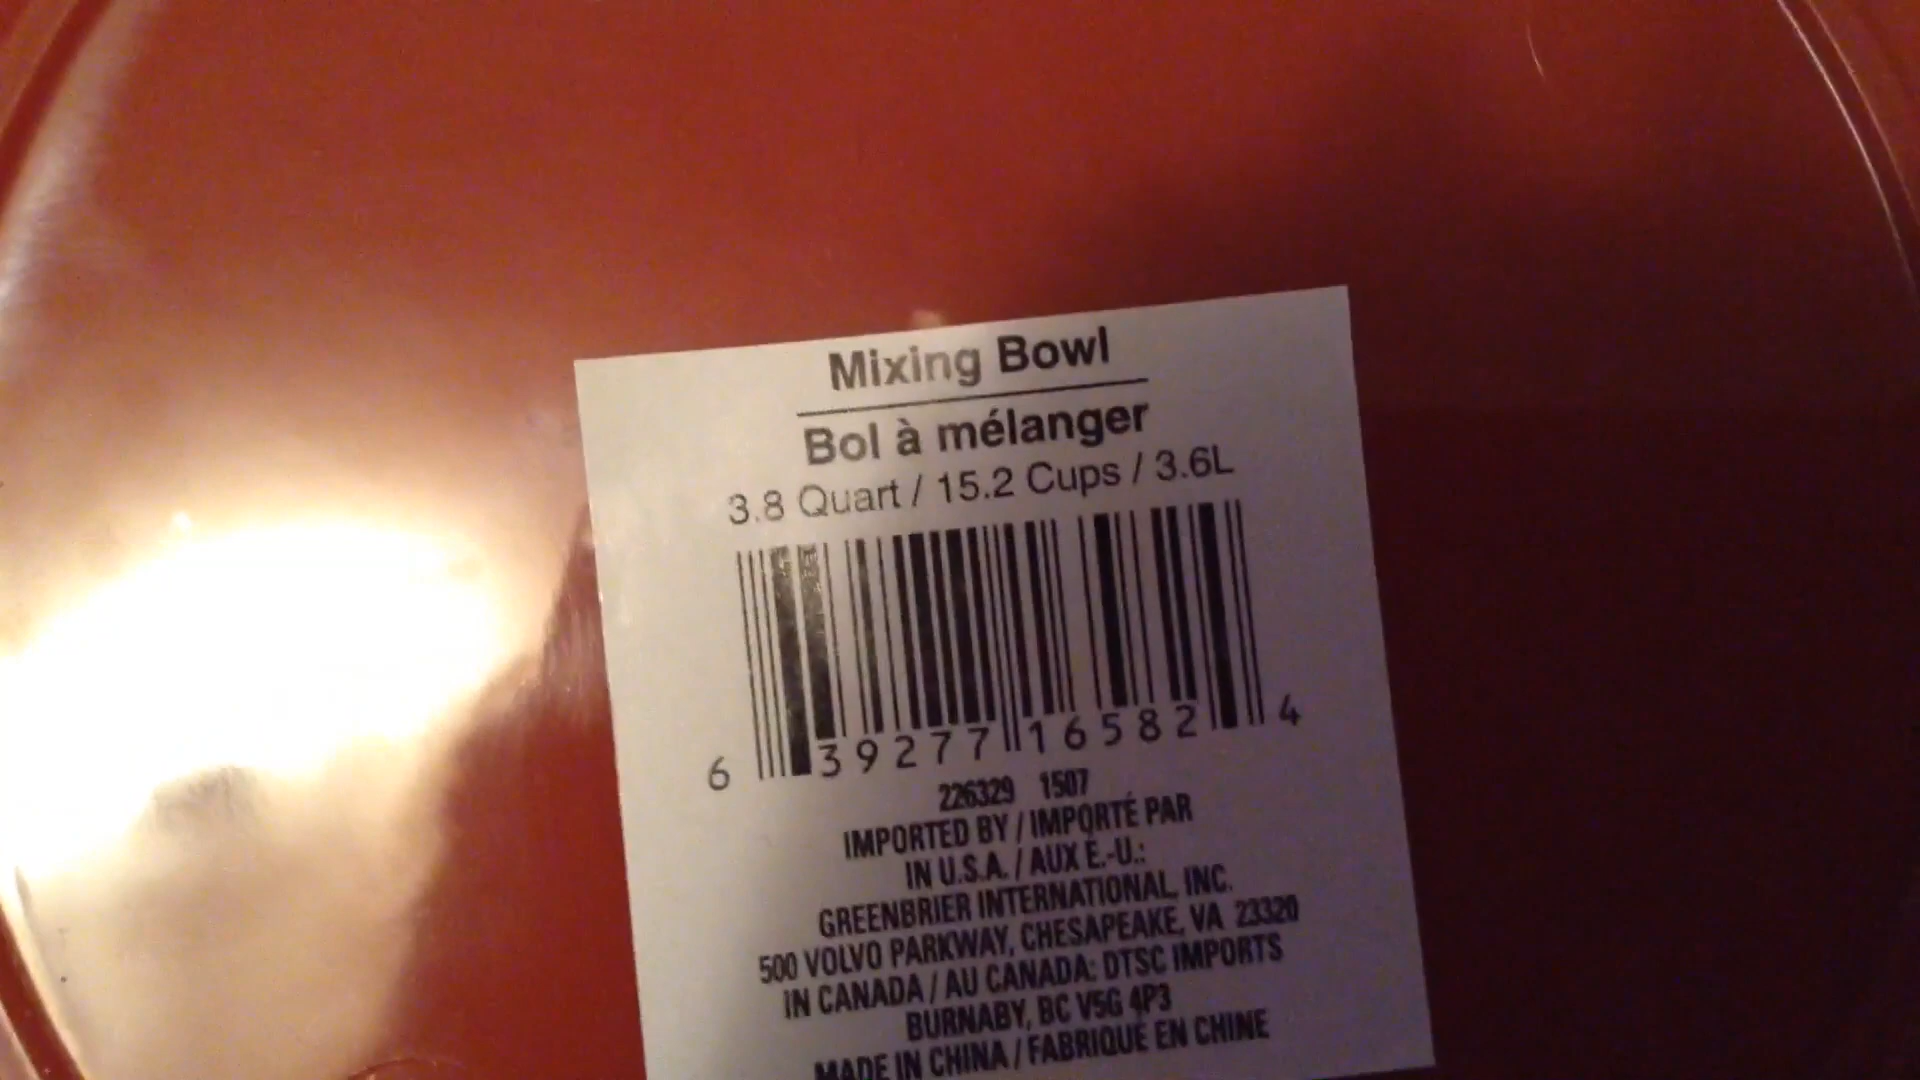 Mixing Bowl
Bol à mélanger
3.8 Quart / 15.2 Cups / 3.6L
6 39277 16582 4
226329 1507
IMPORTED BY / IMPORTÉ PAR
IN U.S.A. / AUX É.-U.:
GREENBRIER INTERNATIONAL, INC.
500 VOLVO PARKWAY, CHESAPEAKE, VA 23320
IN CANADA / AU CANADA: DTSC IMPORTS
BURNABY, BC V5G 4P3
MADE IN CHINA / FABRIQUÉ EN CHINE